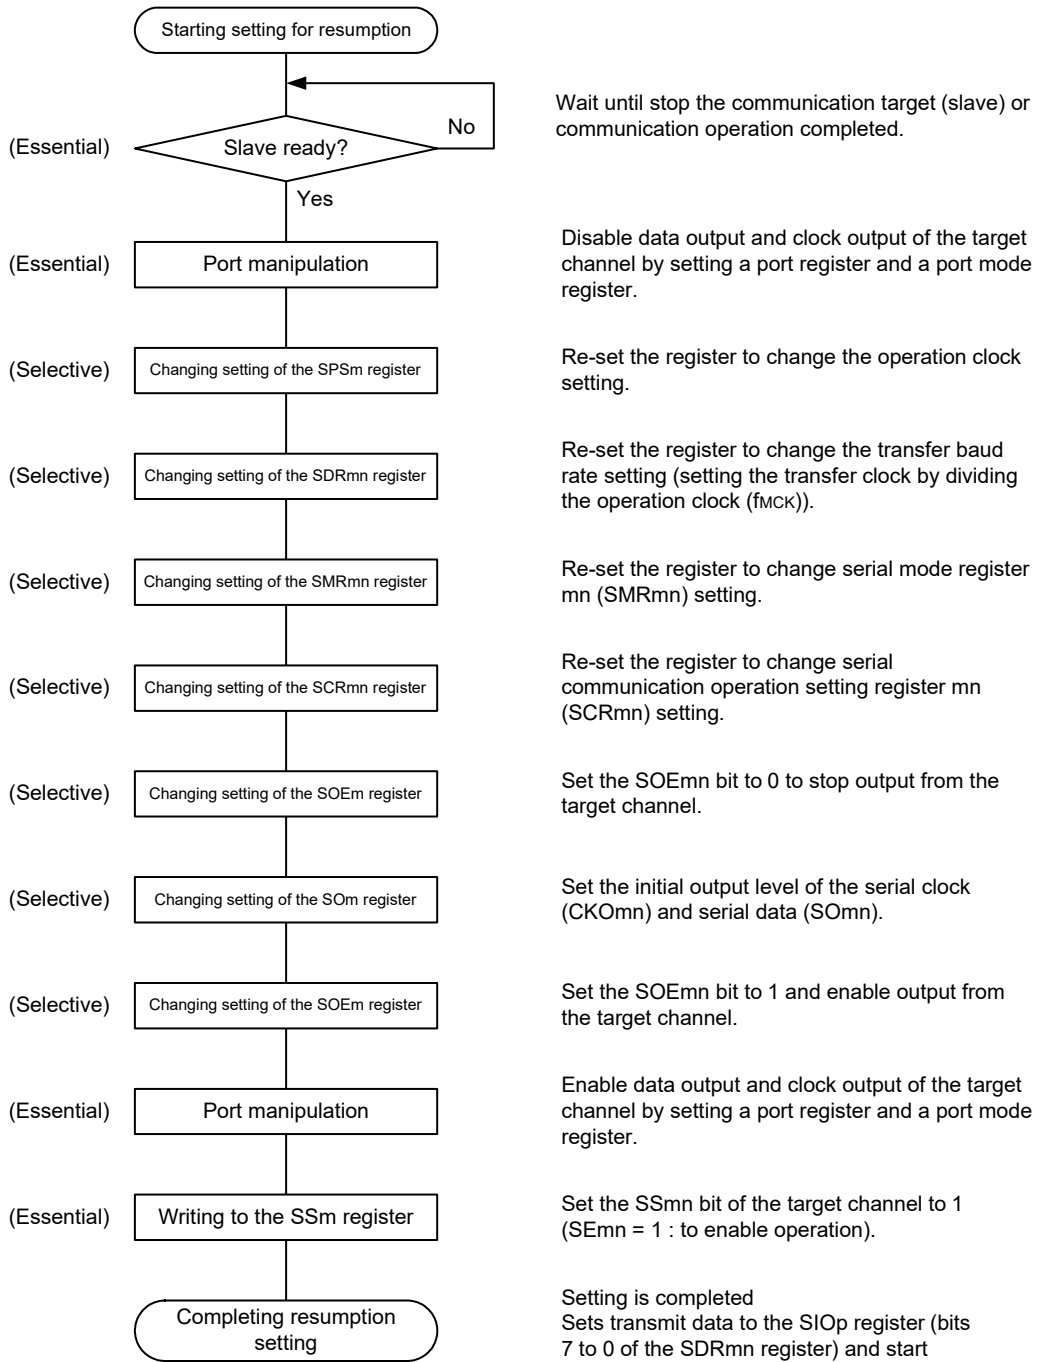 Starting setting for resumption
Wait until stop the communication target (slave) or
communication operation completed.
No
(Essential)
Slave ready?
Yes
Disable data output and clock output of the target
(Essential)
Port manipulation
channel by setting a port register and a port mode
register.
Re-set the register to change the operation clock
(Selective)
Changing setting of the SPSm register
setting.
Re-set the register to change the transfer baud
(Selective)
Changing setting of the SDRmn register
rate setting (setting the transfer clock by dividing
the operation clock (fMCK)).
Re-set the register to change serial mode register
(Selective)
Changing setting of the SMRmn register
mn (SMRmn) setting.
Re-set the register to change serial
(Selective)
Changing setting of the SCRmn register
communication operation setting register mn
(SCRmn) setting.
Set the SOEmn bit to 0 to stop output from the
(Selective)
Changing setting of the SOEm register
target channel.
Set the initial output level of the serial clock
(Selective)
Changing setting of the SOm register
(CKOmn) and serial data (SOmn).
Set the SOEmn bit to 1 and enable output from
(Selective)
Changing setting of the SOEm register
the target channel.
Enable data output and clock output of the target
(Essential)
Port manipulation
channel by setting a port register and a port mode
register.
Set the SSmn bit of the target channel to 1
(Essential)
Writing to the SSm register
(SEmn = 1 : to enable operation).
Completing resumption
setting
Setting is completed
Sets transmit data to the SIOp register (bits
7 to 0 of the SDRmn register) and start